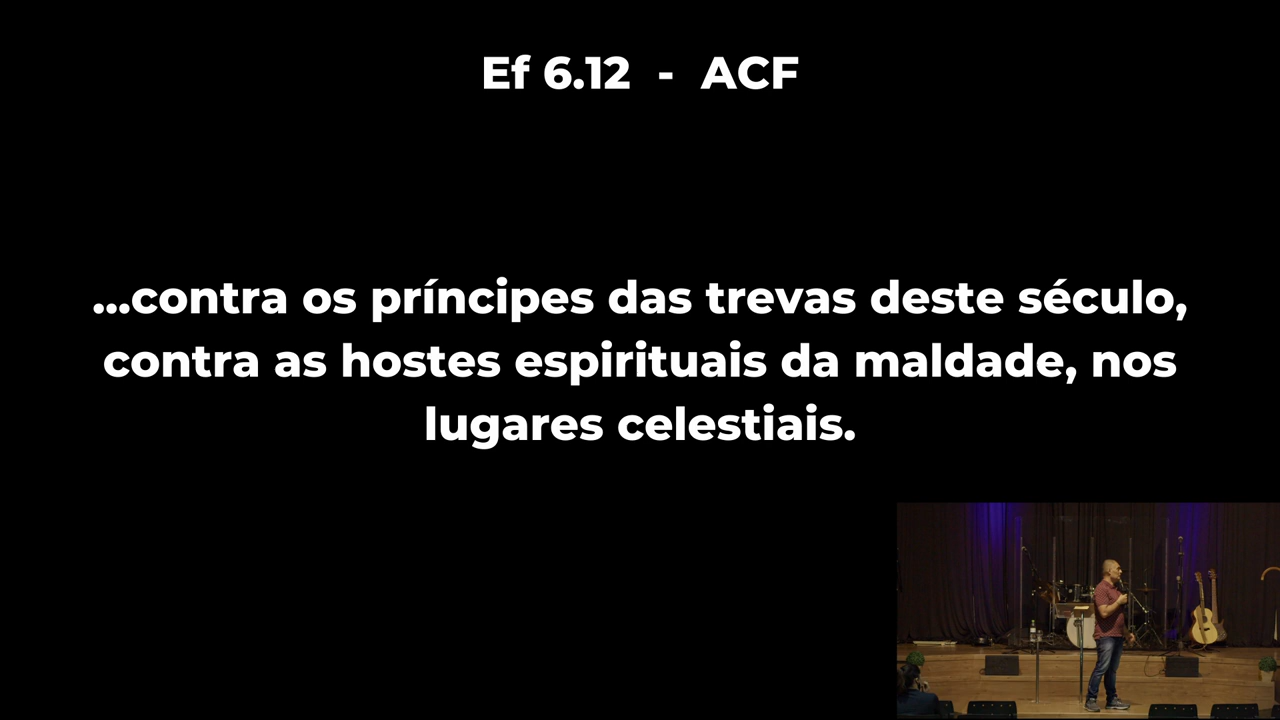 Ef 6.12 - ACF
...contra os príncipes das trevas deste século,
contra as hostes espirituais da maldade, nos
lugares celestiais.